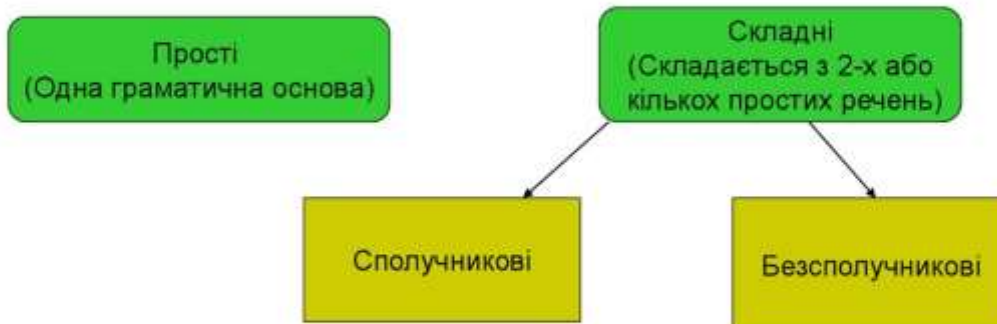 Прості
(Одна граматична основа)
Складні
(Складається з 2-х або
кількох простих речень)
Сполучникові
Безсполучникові